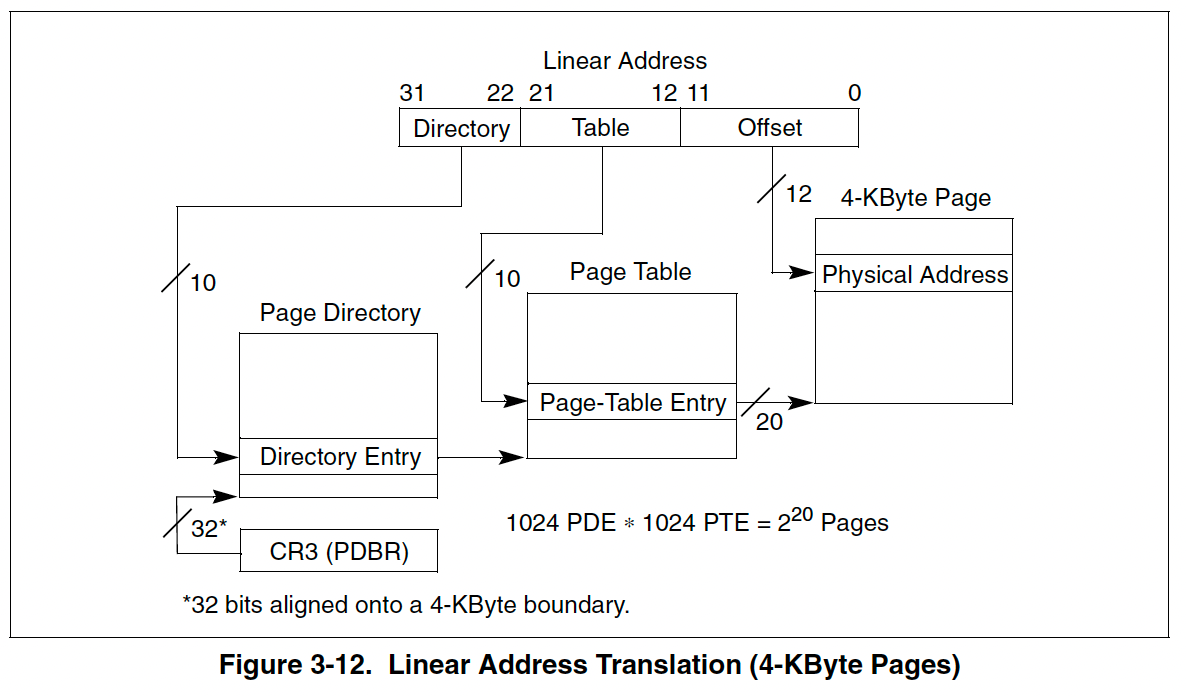 Linear Address
31 22 21 12 11 0
Directory Table Offset
12
4-KByte Page
10
10
Page Table
Physical Address
Page Directory
Page-Table Entry
20
Directory Entry
32*
1024 PDE ∗ 1024 PTE = 2²⁰ Pages
CR3 (PDBR)
*32 bits aligned onto a 4-KByte boundary.
Figure 3-12. Linear Address Translation (4-KByte Pages)